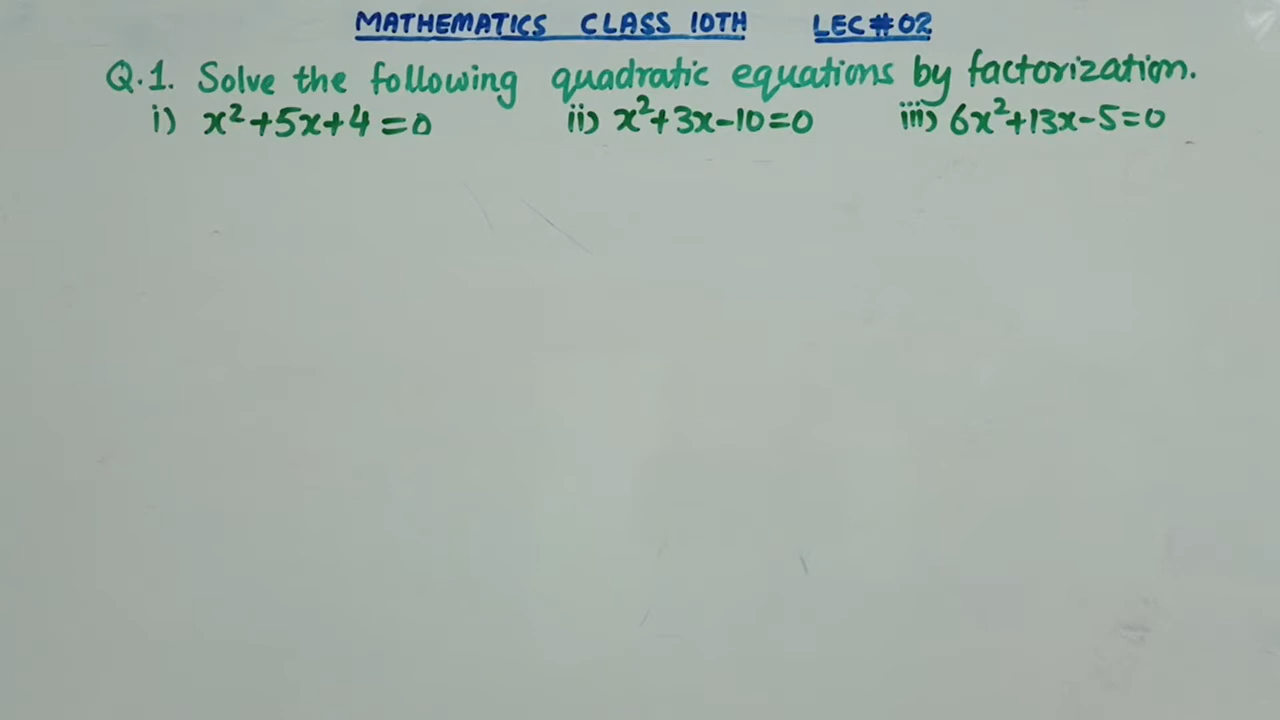 MATHEMATICS CLASS 10TH LEC#02
Q.1. Solve the following quadratic equations by factorization.
i) x²+5x+4=0 ii) x²+3x-10=0 iii) 6x²+13x-5=0